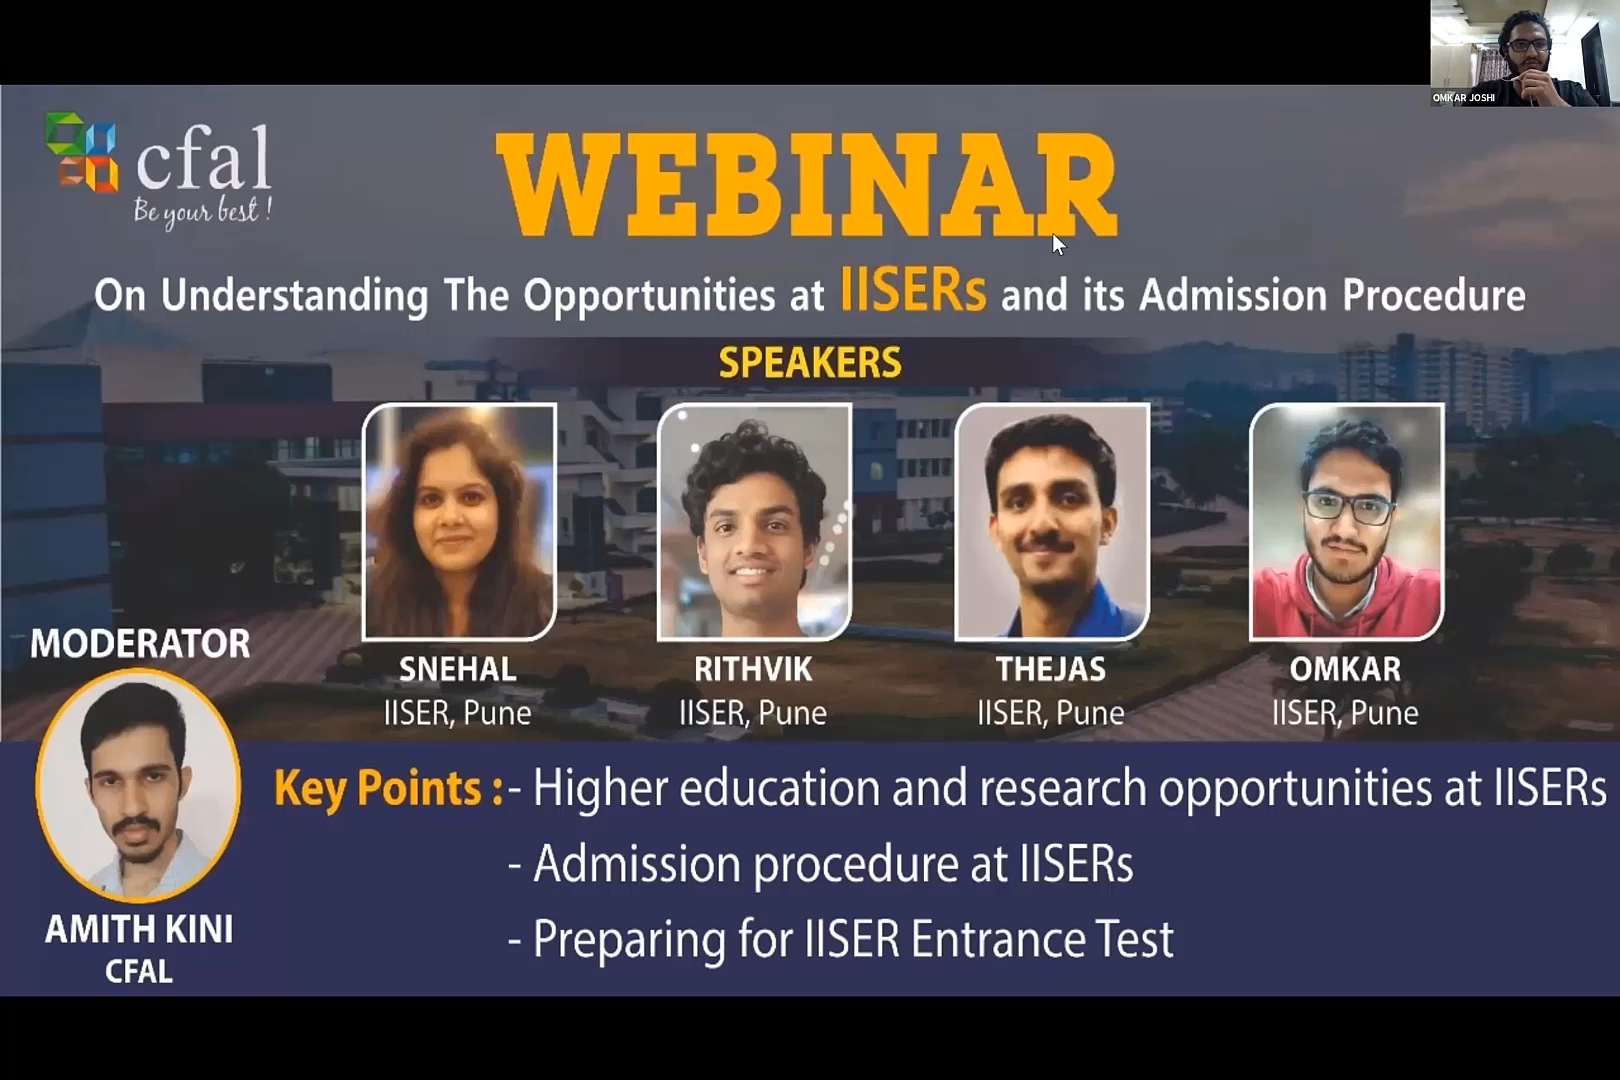 OMKAR JOSHI
cfal
Be your best !
WEBINAR
On Understanding The Opportunities at IISERs and its Admission Procedure
SPEAKERS
SNEHAL
IISER, Pune
RITHVIK
IISER, Pune
THEJAS
IISER, Pune
OMKAR
IISER, Pune
MODERATOR
AMITH KINI
CFAL
Key Points :- Higher education and research opportunities at IISERs
- Admission procedure at IISERs
- Preparing for IISER Entrance Test